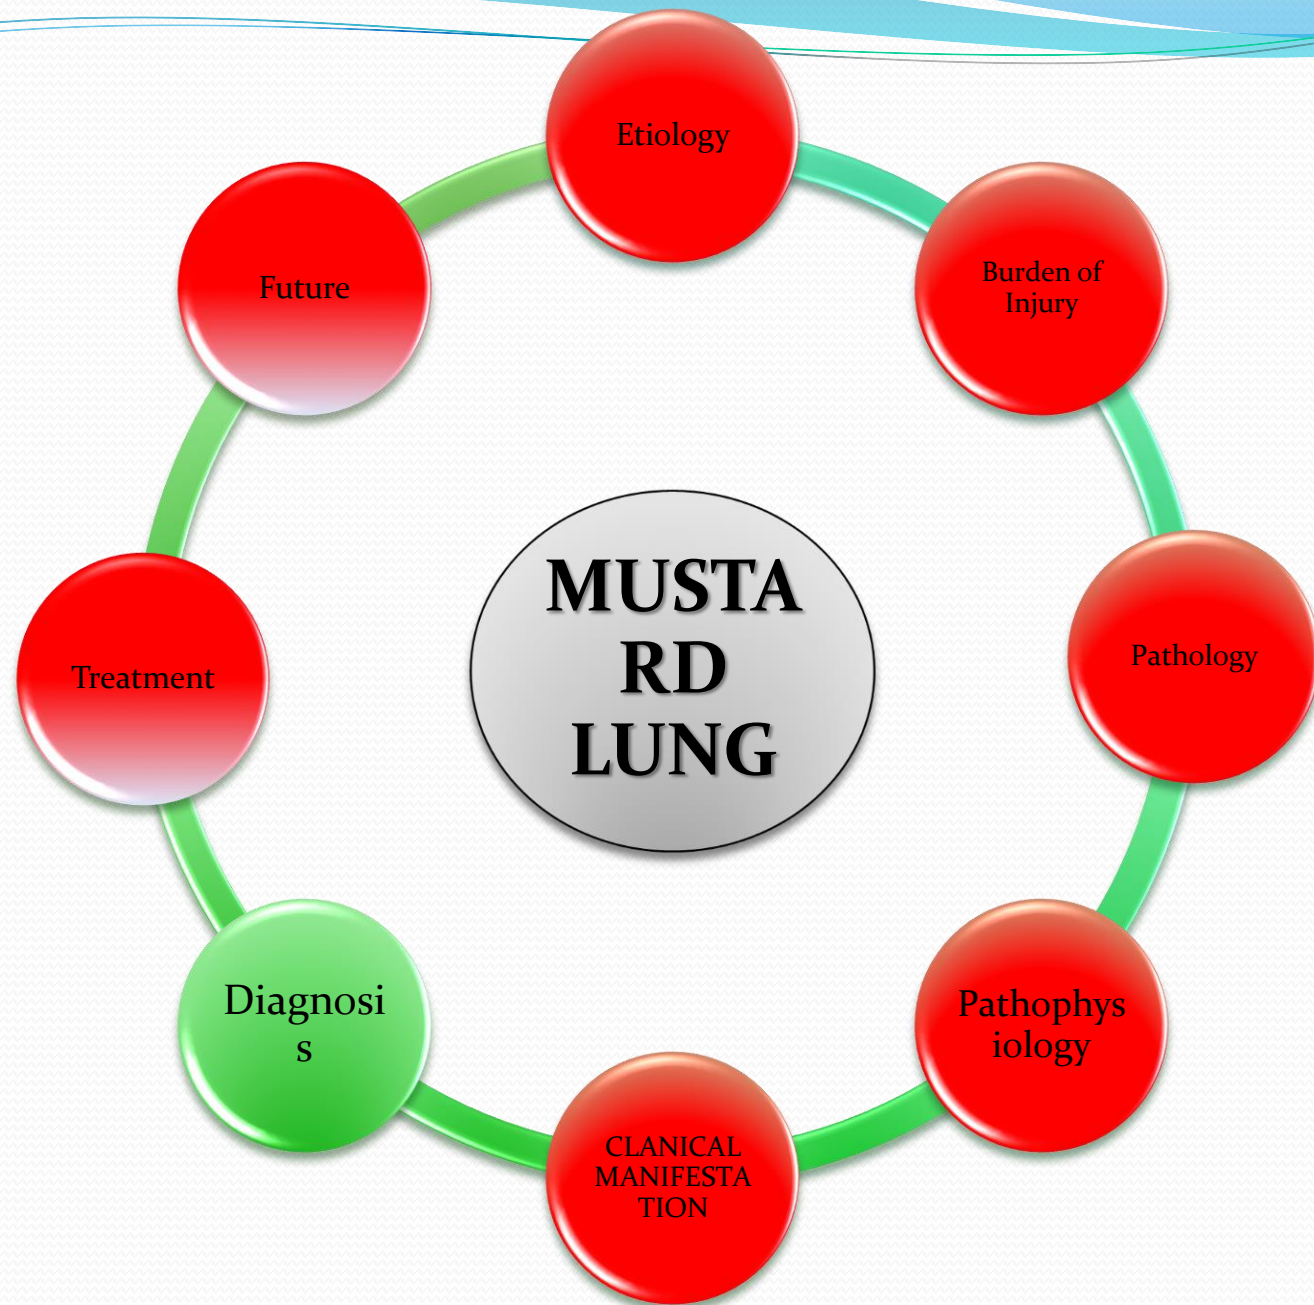 Etiology
Burden of
Injury
Pathology
Pathophys
iology
CLANICAL
MANIFESTA
TION
Diagnosi
s
Treatment
Future
MUSTA
RD
LUNG